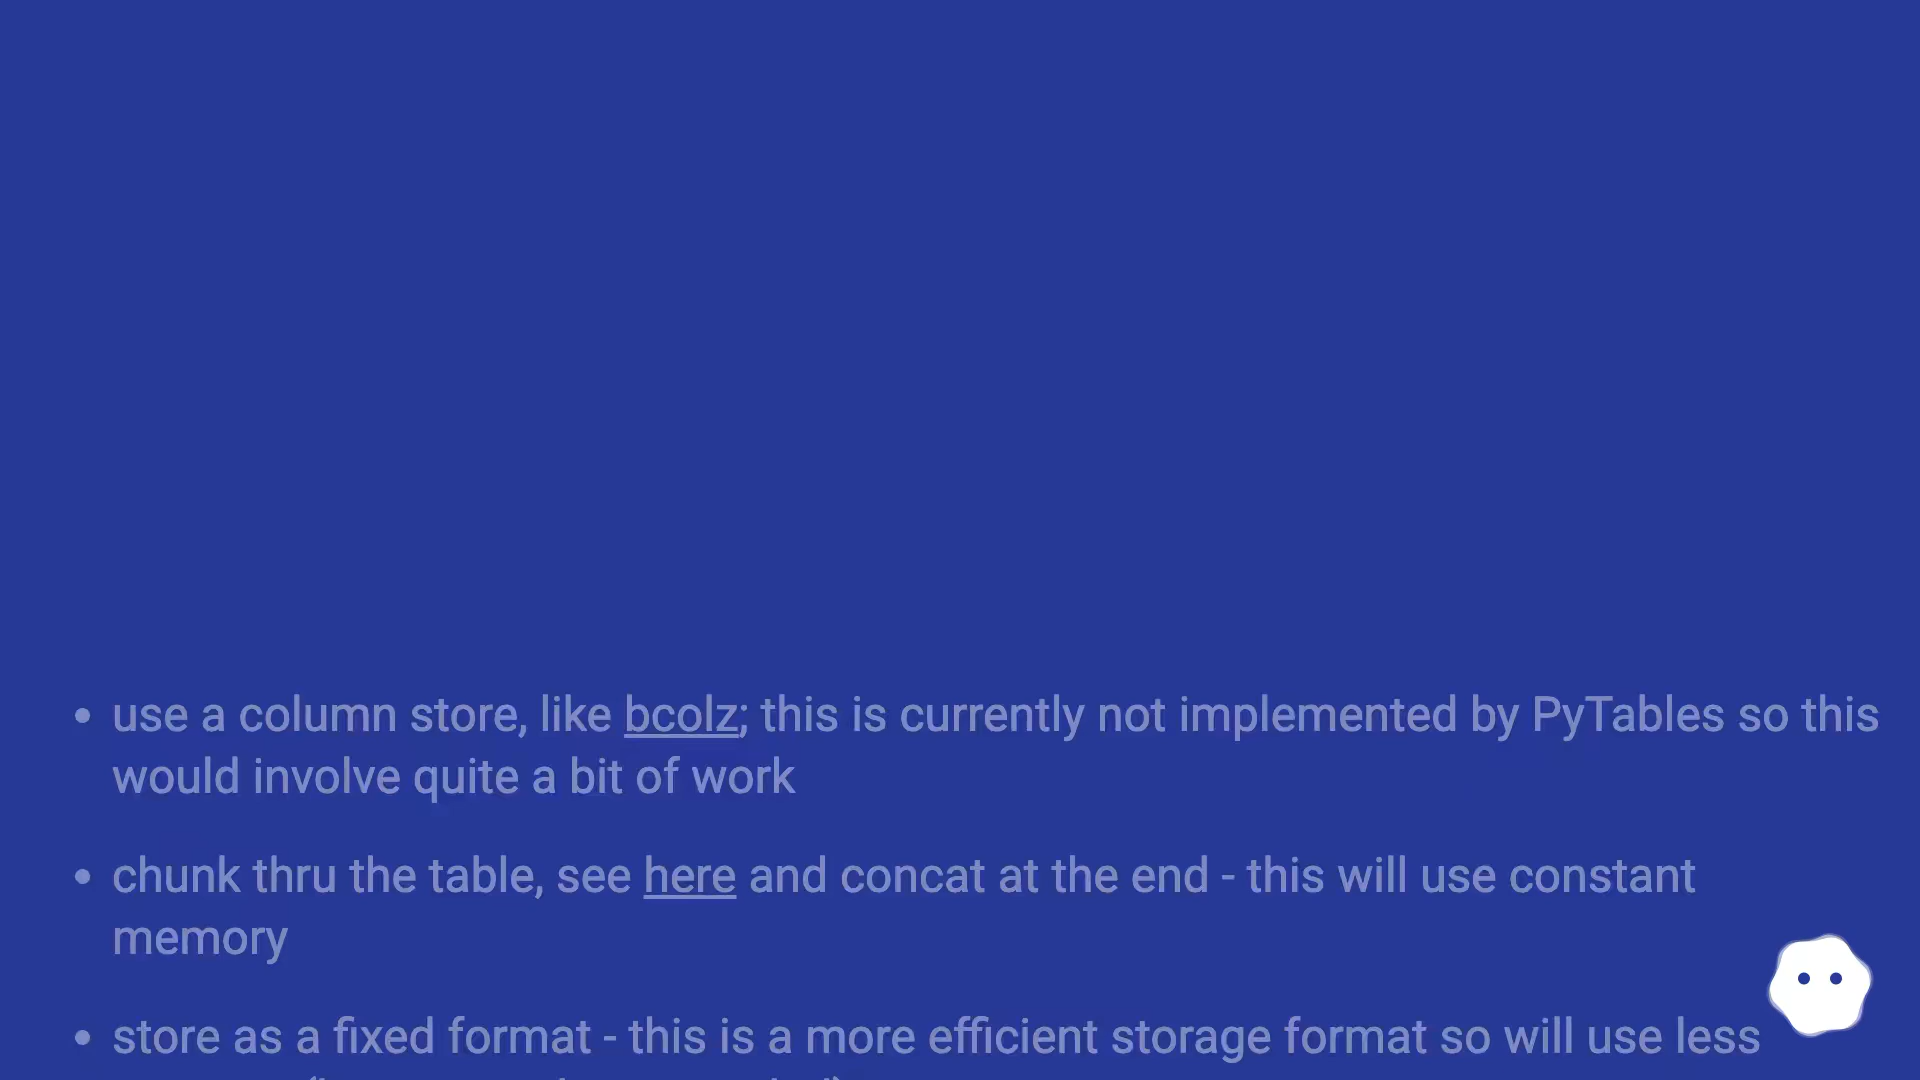 use a column store, like bcolz; this is currently not implemented by PyTables so this
would involve quite a bit of work
chunk thru the table, see here and concat at the end - this will use constant
memory
store as a fixed format - this is a more efficient storage format so will use less